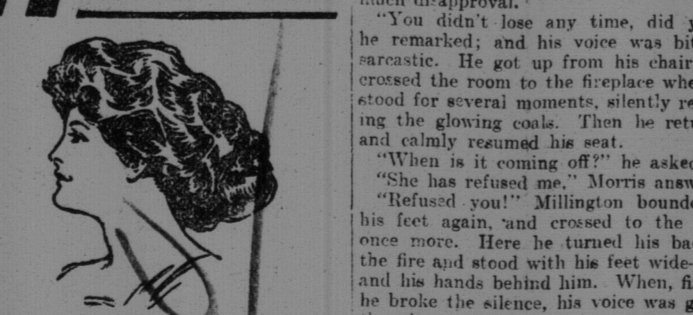 much disapproval.
"You didn't lose any time, did
he remarked; and his voice was
sarcastic. He got up from his chair
crossed the room to the fireplace
stood for several moments, silently
ing the glowing coals. Then he
and calmly resumed his seat.
"When is it coming off?" he
"She has refused me." Morris
"Refused you!" Millington
his feet again, and crossed to the
once more. Here he turned his
the fire and stood with his feet wide-
and his hands behind him. When,
he broke the silence, his voice was